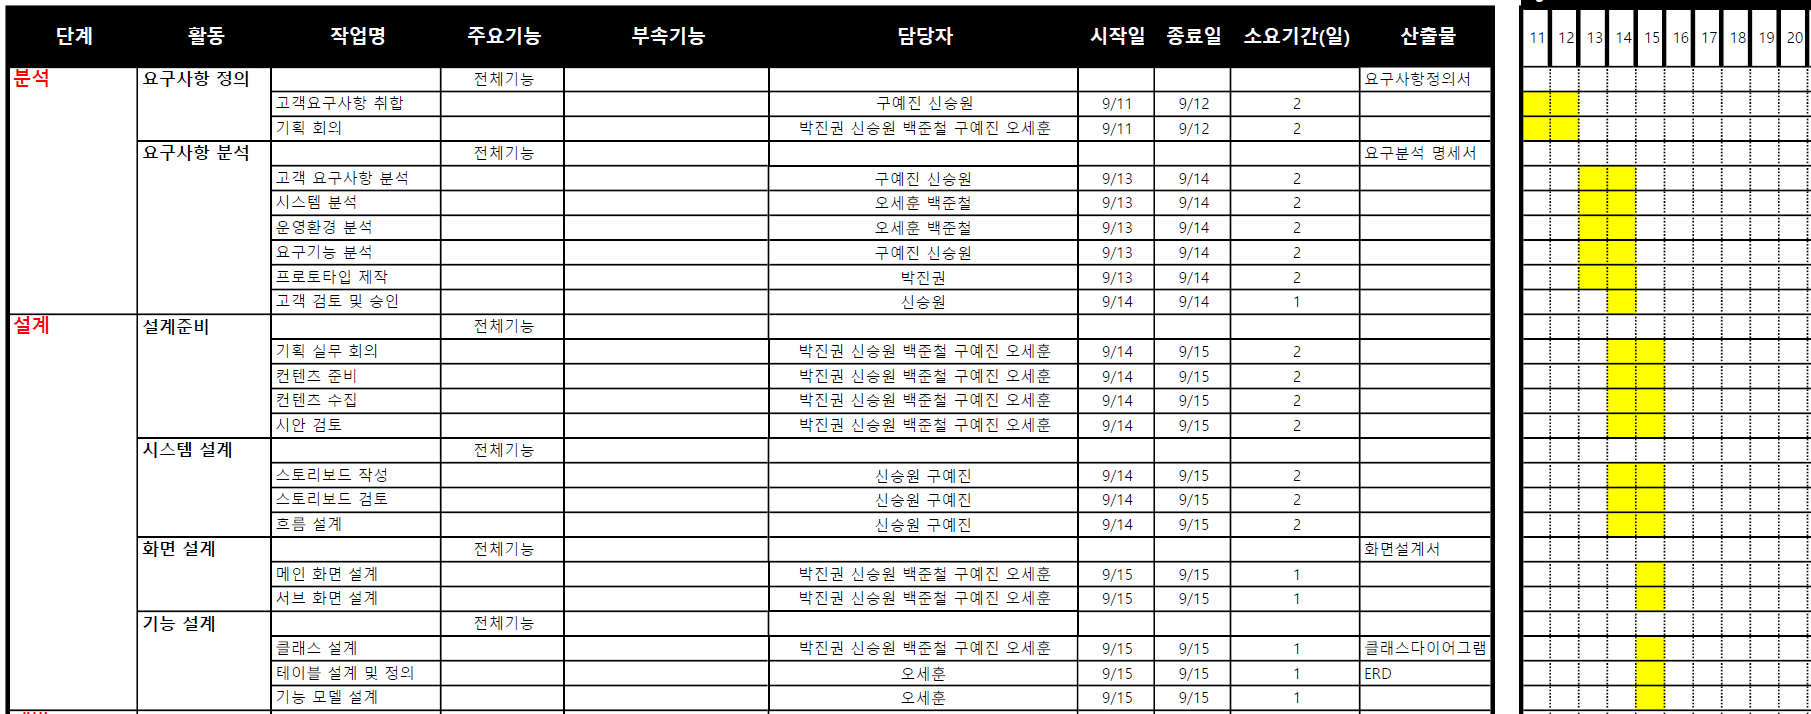 단계 활동 작업명 주요기능 부속기능 담당자 시작일 종료일 소요기간(일) 산출물 11 12 13 14 15 16 17 18 19 20
분석 요구사항 정의 전체기능 요구사항정의서
고객요구사항 취합 구예진 신승원 9/11 9/12 2
기획 회의 박진권 신승원 백준철 구예진 오세훈 9/11 9/12 2
요구사항 분석 전체기능 요구분석 명세서
고객 요구사항 분석 구예진 신승원 9/13 9/14 2
시스템 분석 오세훈 백준철 9/13 9/14 2
운영환경 분석 오세훈 백준철 9/13 9/14 2
요구기능 분석 구예진 신승원 9/13 9/14 2
프로토타입 제작 박진권 9/13 9/14 2
고객 검토 및 승인 신승원 9/14 9/14 1
설계 설계준비 전체기능
기획 실무 회의 박진권 신승원 백준철 구예진 오세훈 9/14 9/15 2
컨텐츠 준비 박진권 신승원 백준철 구예진 오세훈 9/14 9/15 2
컨텐츠 수집 박진권 신승원 백준철 구예진 오세훈 9/14 9/15 2
시안 검토 박진권 신승원 백준철 구예진 오세훈 9/14 9/15 2
시스템 설계 전체기능
스토리보드 작성 신승원 구예진 9/14 9/15 2
스토리보드 검토 신승원 구예진 9/14 9/15 2
흐름 설계 신승원 구예진 9/14 9/15 2
화면 설계 전체기능 화면설계서
메인 화면 설계 박진권 신승원 백준철 구예진 오세훈 9/15 9/15 1
서브 화면 설계 박진권 신승원 백준철 구예진 오세훈 9/15 9/15 1
기능 설계 전체기능
클래스 설계 박진권 신승원 백준철 구예진 오세훈 9/15 9/15 1 클래스다이어그램
테이블 설계 및 정의 오세훈 9/15 9/15 1 ERD
기능 모델 설계 오세훈 9/15 9/15 1